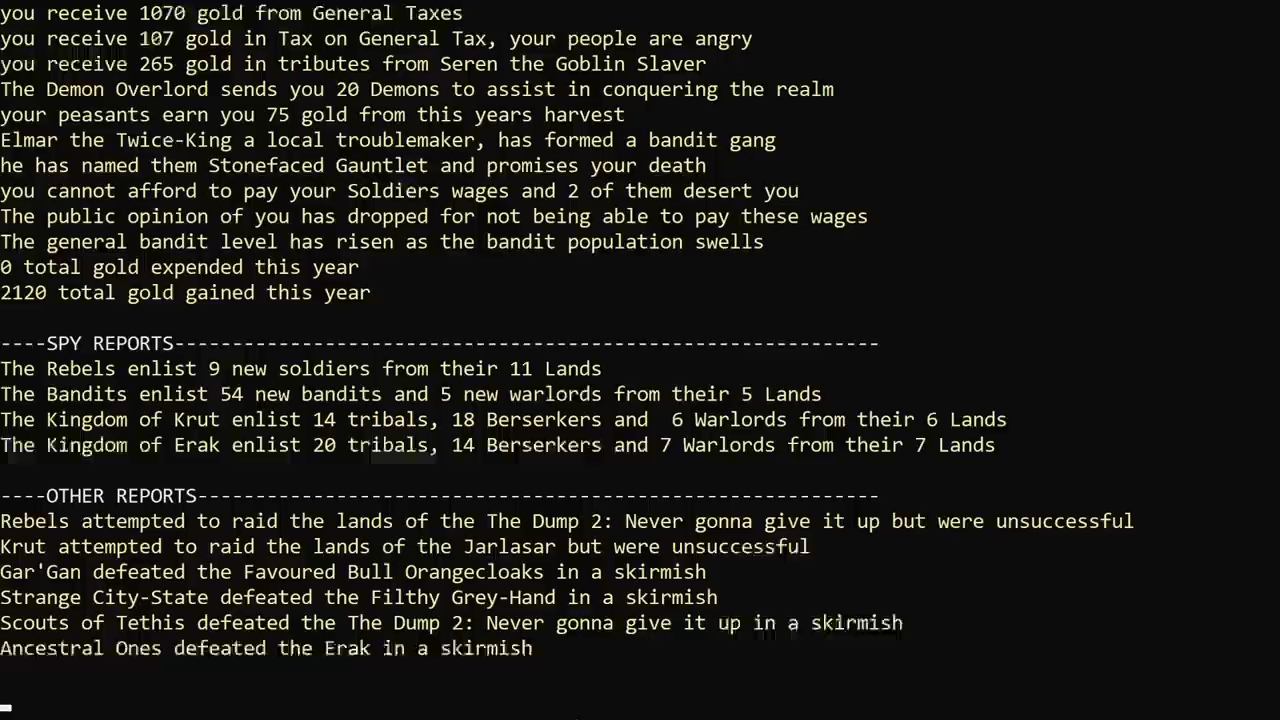 you receive 1070 gold from General Taxes
you receive 107 gold in Tax on General Tax, your people are angry
you receive 265 gold in tributes from Seren the Goblin Slaver
The Demon Overlord sends you 20 Demons to assist in conquering the realm
your peasants earn you 75 gold from this years harvest
Elmar the Twice-King a local troublemaker, has formed a bandit gang
he has named them Stonefaced Gauntlet and promises your death
you cannot afford to pay your Soldiers wages and 2 of them desert you
The public opinion of you has dropped for not being able to pay these wages
The general bandit level has risen as the bandit population swells
0 total gold expended this year
2120 total gold gained this year
----SPY REPORTS-------------------------------------------------------------
The Rebels enlist 9 new soldiers from their 11 Lands
The Bandits enlist 54 new bandits and 5 new warlords from their 5 Lands
The Kingdom of Krut enlist 14 tribals, 18 Berserkers and  6 Warlords from their 6 Lands
The Kingdom of Erak enlist 20 tribals, 14 Berserkers and 7 Warlords from their 7 Lands
----OTHER REPORTS-----------------------------------------------------------
Rebels attempted to raid the lands of the The Dump 2: Never gonna give it up but were unsuccessful
Krut attempted to raid the lands of the Jarlasar but were unsuccessful
Gar'Gan defeated the Favoured Bull Orangecloaks in a skirmish
Strange City-State defeated the Filthy Grey-Hand in a skirmish
Scouts of Tethis defeated the The Dump 2: Never gonna give it up in a skirmish
Ancestral Ones defeated the Erak in a skirmish